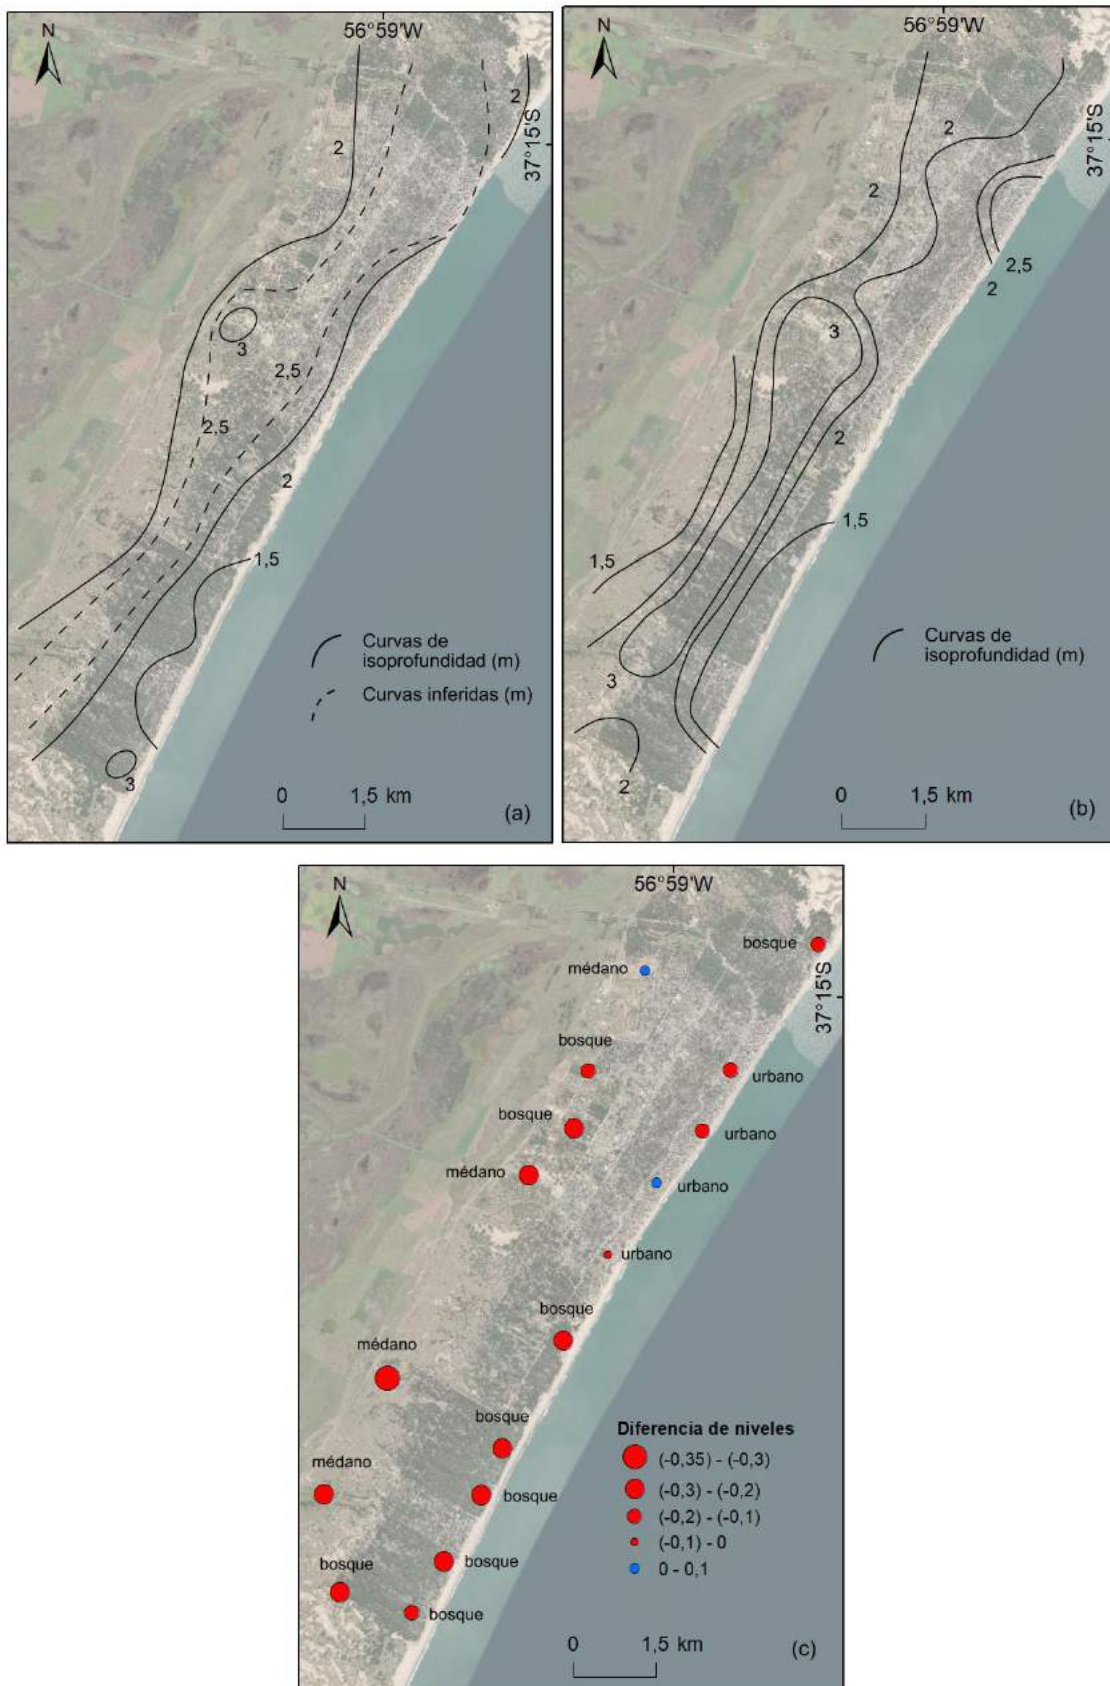 N
56°59'W
2
37°15'S
2
3
2,5
2,5
2
1,5
Curvas de
isoprofundidad (m)
Curvas inferidas (m)
3
0 1,5 km
(a)
N
56°59'W
37°15'S
2
2
2,5
2
3
2
1,5
1,5
Curvas de
isoprofundidad (m)
3
2
0 1,5 km
(b)
N
56°59'W
bosque
médano
37°15'S
bosque
urbano
bosque
urbano
médano
urbano
urbano
bosque
médano
bosque
Diferencia de niveles
(-0,35) - (-0,3)
médano
(-0,3) - (-0,2)
bosque
(-0,2) - (-0,1)
(-0,1) - 0
bosque
0 - 0,1
bosque
bosque
0 1,5 km
(c)